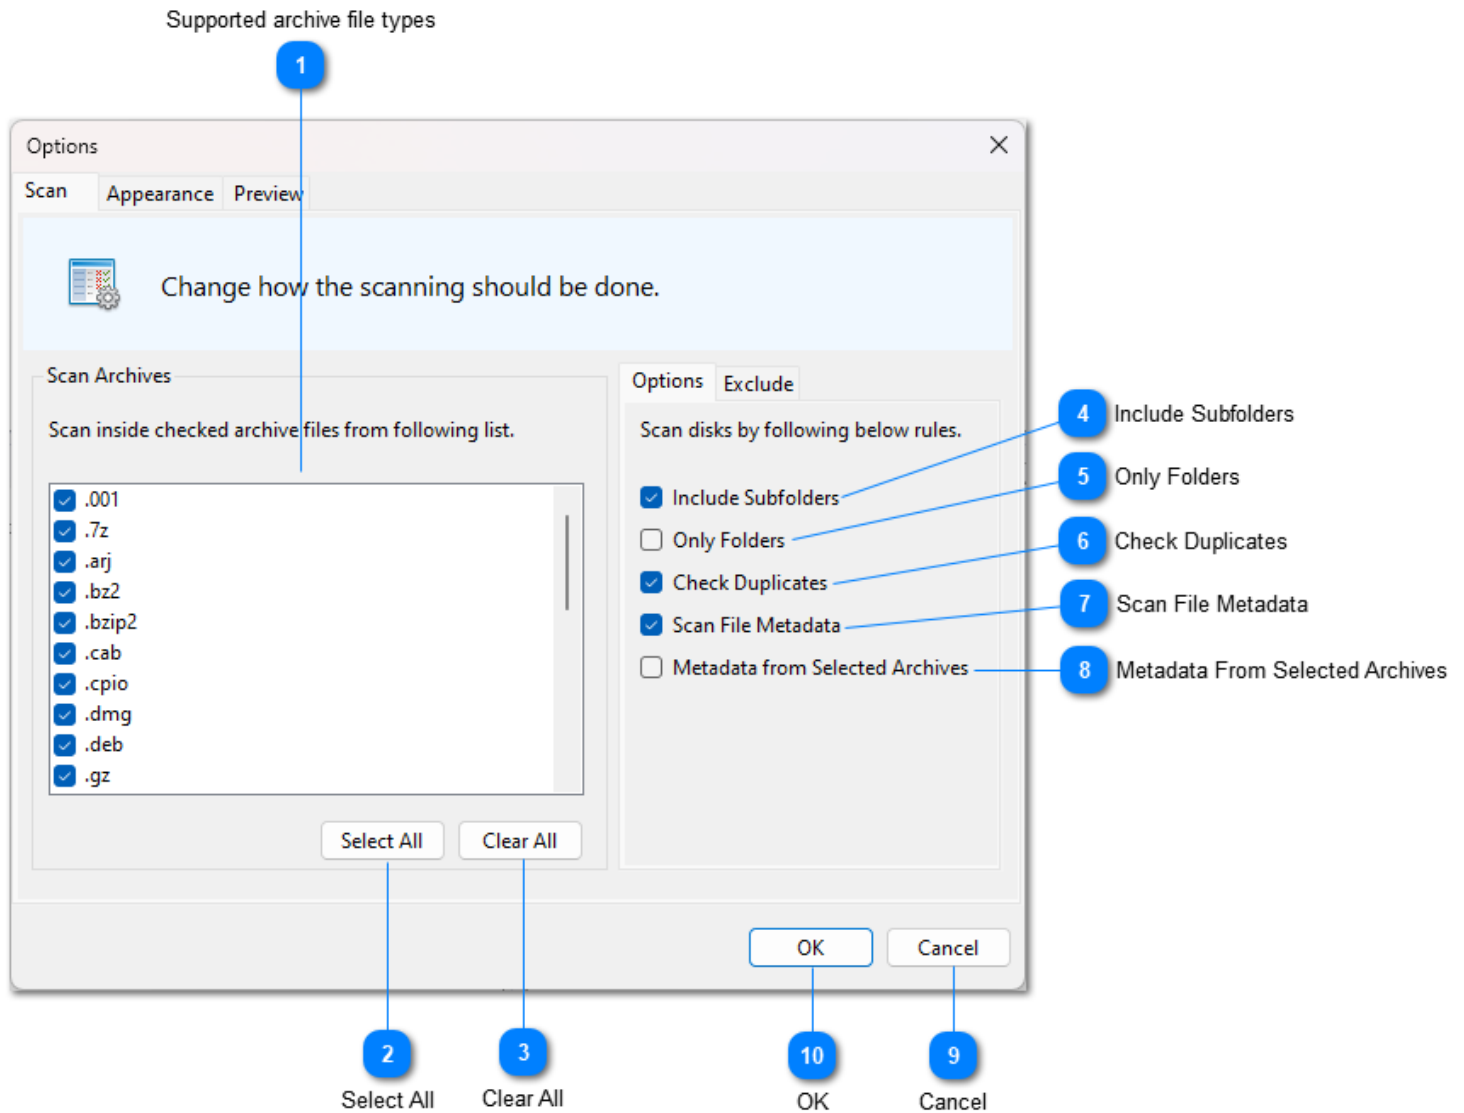 Supported archive file types
1
Options
Scan Appearance Preview
Change how the scanning should be done.
Scan Archives
Scan inside checked archive files from following list.
.001
.7z
.arj
.bz2
.bzip2
.cab
.cpio
.dmg
.deb
.gz
Select All Clear All
Options Exclude
Scan disks by following below rules.
Include Subfolders
Only Folders
Check Duplicates
Scan File Metadata
Metadata from Selected Archives
4 Include Subfolders
5 Only Folders
6 Check Duplicates
7 Scan File Metadata
8 Metadata From Selected Archives
OK Cancel
2 3 10 9
Select All Clear All OK Cancel